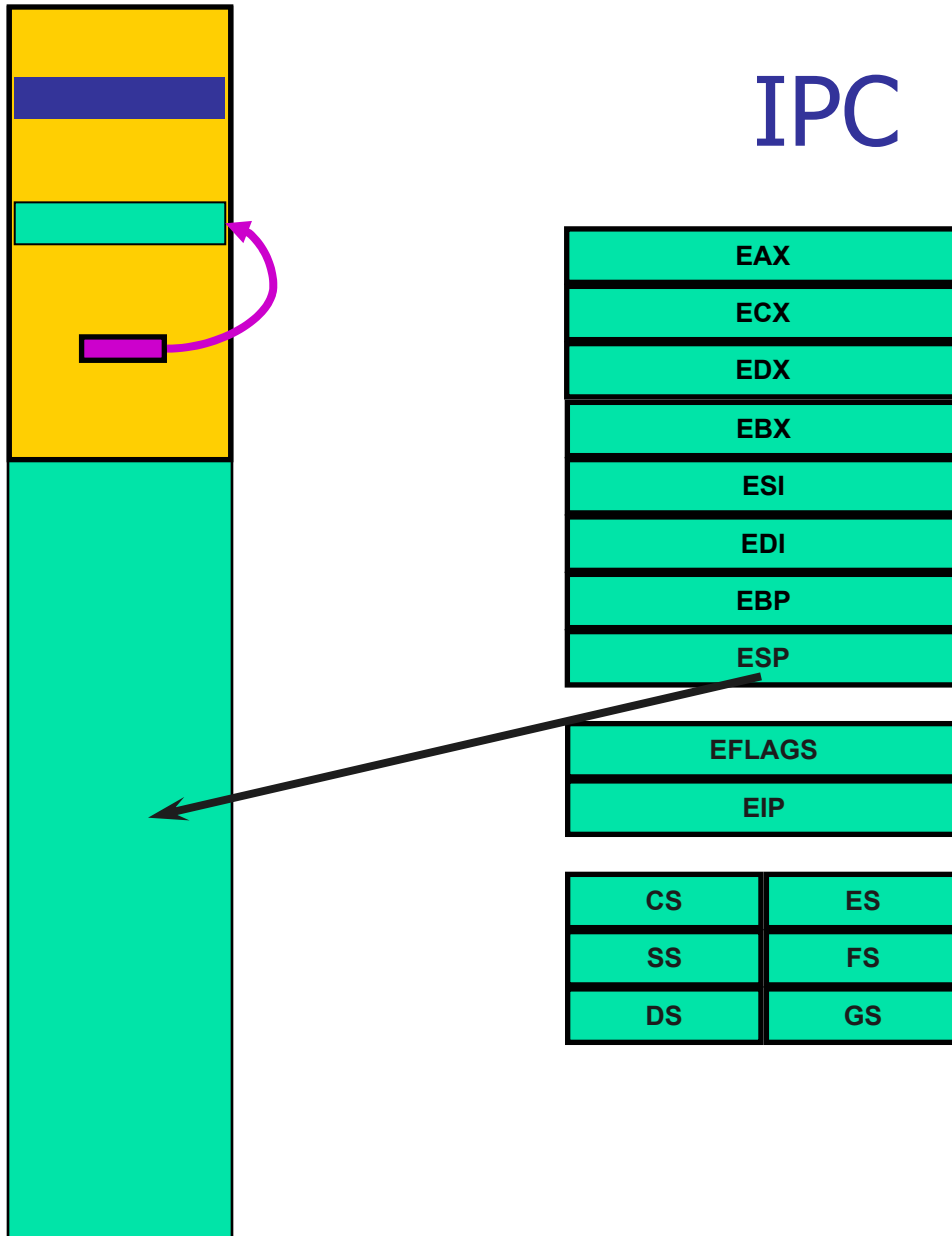 IPC
EAX
ECX
EDX
EBX
ESI
EDI
EBP
ESP
EFLAGS
EIP
CS ES
SS FS
DS GS